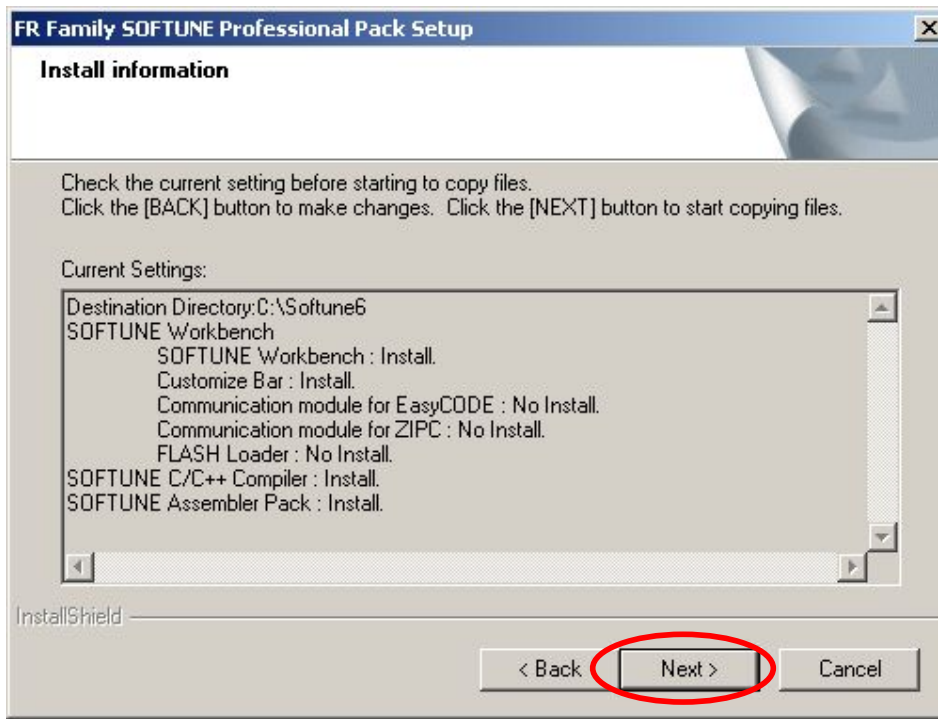 FR Family SOFTUNE Professional Pack Setup
Install information
Check the current setting before starting to copy files.
Click the [BACK] button to make changes.  Click the [NEXT] button to start copying files.
Current Settings:
Destination Directory:C:\Softune6
SOFTUNE Workbench
SOFTUNE Workbench : Install.
Customize Bar : Install.
Communication module for EasyCODE : No Install.
Communication module for ZIPC : No Install.
FLASH Loader : No Install.
SOFTUNE C/C++ Compiler : Install.
SOFTUNE Assembler Pack : Install.
InstallShield
< Back
Next >
Cancel